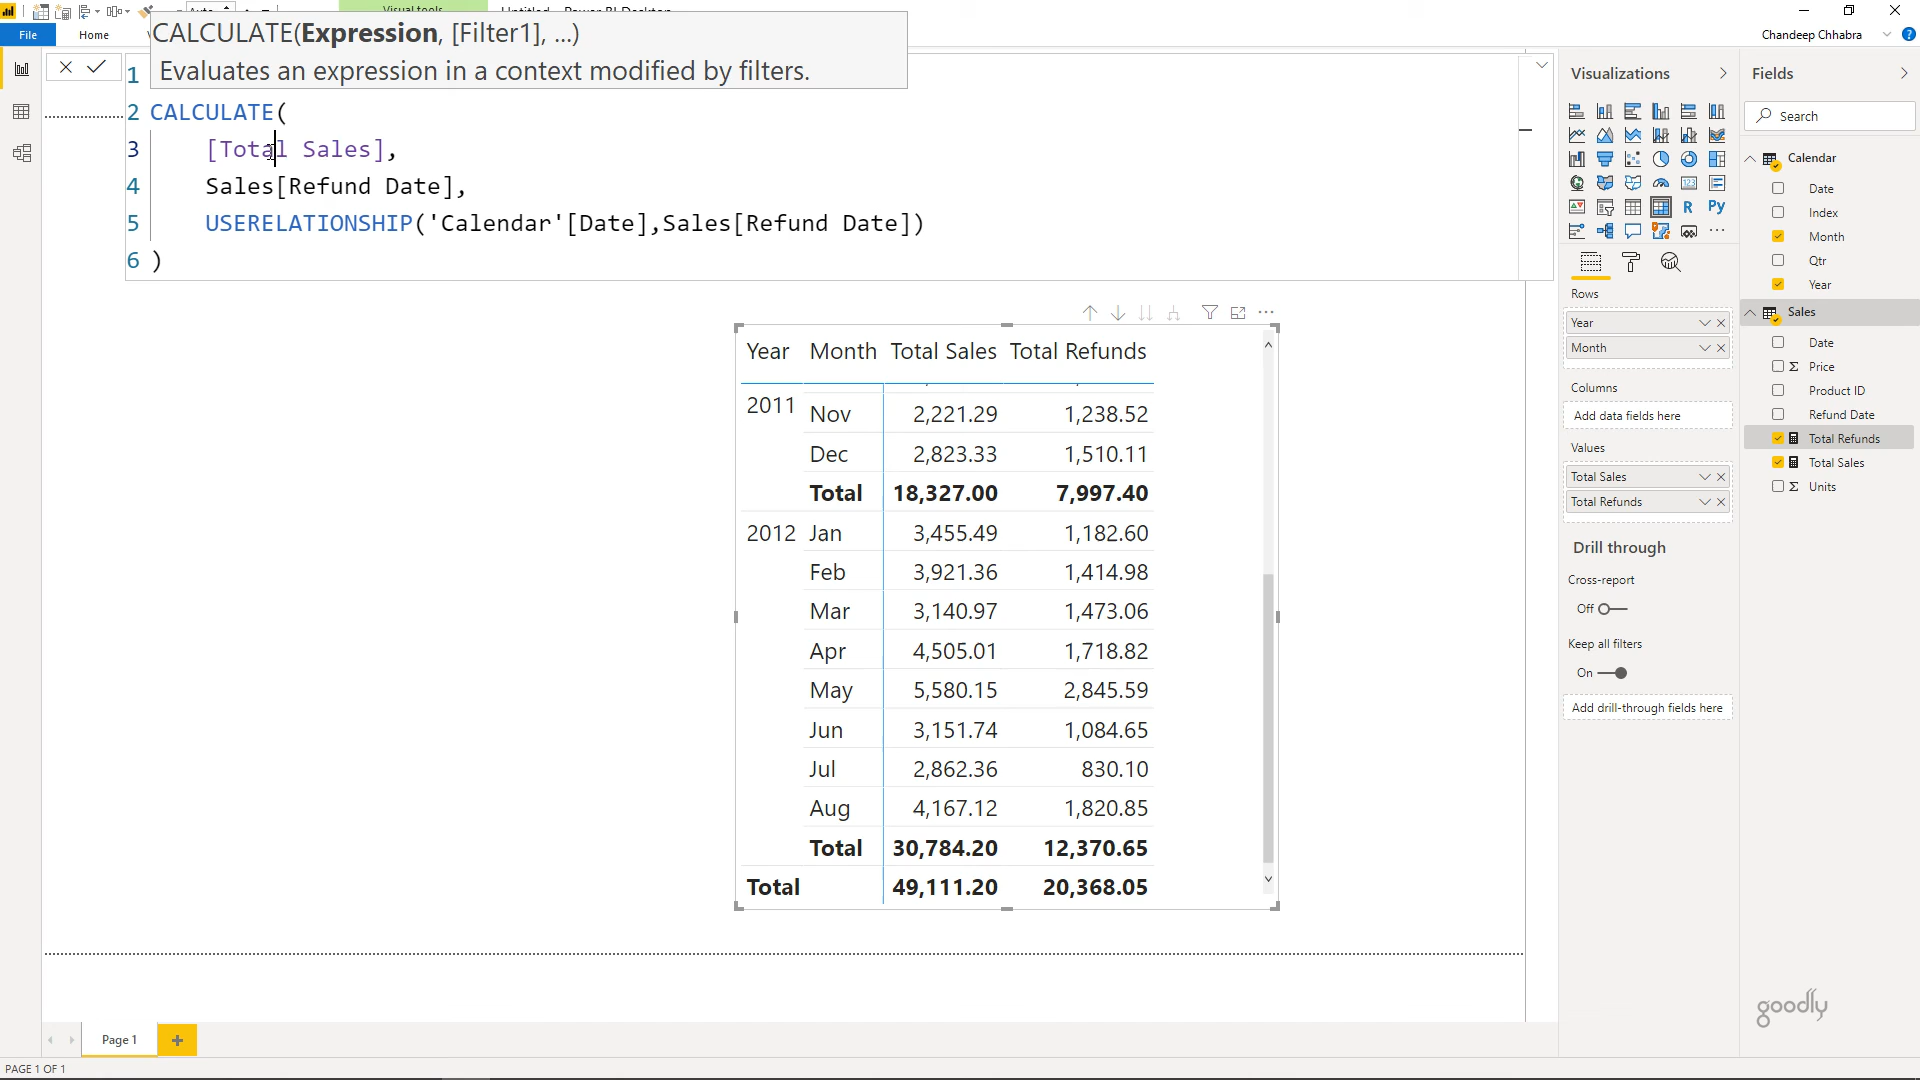 Auto
Visual tools
Untitled - Power BI Desktop
File
Home
Chandeep Chhabra
?
CALCULATE(Expression, [Filter1], ...)
Evaluates an expression in a context modified by filters.
1
2 CALCULATE(
3 [Total Sales],
4 Sales[Refund Date],
5 USERELATIONSHIP('Calendar'[Date],Sales[Refund Date])
6 )
Year Month Total Sales Total Refunds
2011 Nov 2,221.29 1,238.52
Dec 2,823.33 1,510.11
Total 18,327.00 7,997.40
2012 Jan 3,455.49 1,182.60
Feb 3,921.36 1,414.98
Mar 3,140.97 1,473.06
Apr 4,505.01 1,718.82
May 5,580.15 2,845.59
Jun 3,151.74 1,084.65
Jul 2,862.36 830.10
Aug 4,167.12 1,820.85
Total 30,784.20 12,370.65
Total 49,111.20 20,368.05
Visualizations
123
R
Py
Rows
Year
Month
Columns
Add data fields here
Values
Total Sales
Total Refunds
Drill through
Cross-report
Off
Keep all filters
On
Add drill-through fields here
Fields
Search
Calendar
Date
Index
Month
Qtr
Year
Sales
Date
Σ Price
Product ID
Refund Date
Total Refunds
Total Sales
Σ Units
goodly
Page 1
+
PAGE 1 OF 1